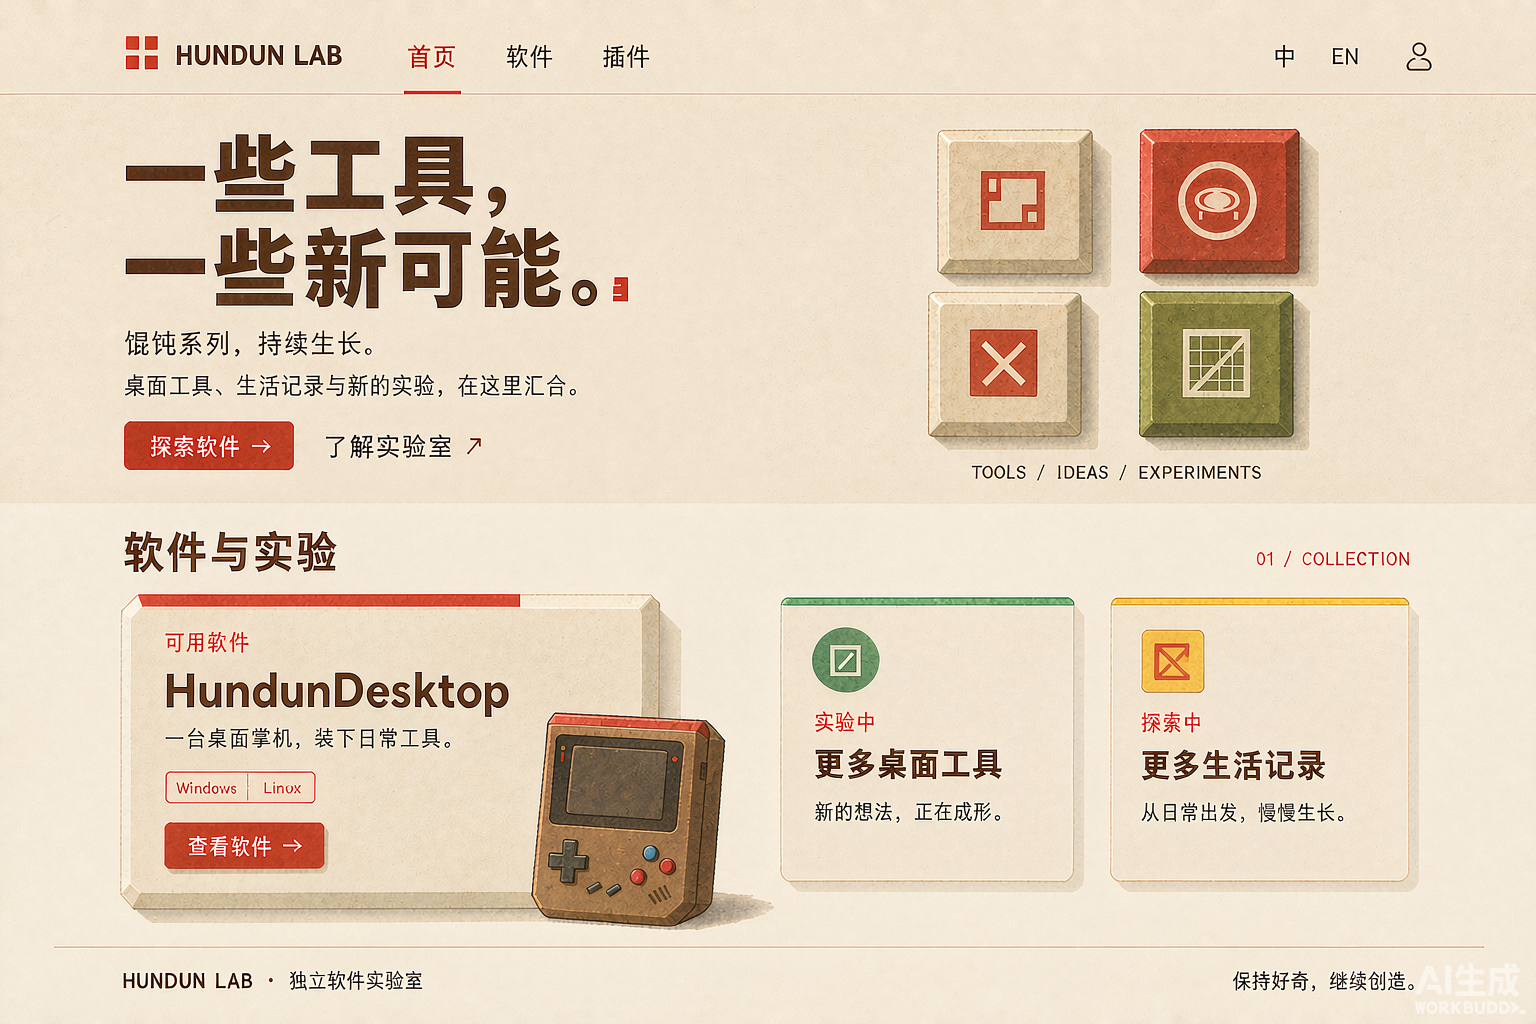 HUNDUN LAB 首页 软件 插件 中 EN
一些工具，
一些新可能。
馄饨系列，持续生长。
桌面工具、生活记录与新的实验，在这里汇合。
探索软件 → 了解实验室 ↗
TOOLS / IDEAS / EXPERIMENTS
软件与实验
01 / COLLECTION
可用软件
HundunDesktop
一台桌面掌机，装下日常工具。
Windows Linox
查看软件 →
实验中
更多桌面工具
新的想法，正在成形。
探索中
更多生活记录
从日常出发，慢慢生长。
HUNDUN LAB · 独立软件实验室
保持好奇，继续创造。
AI生成